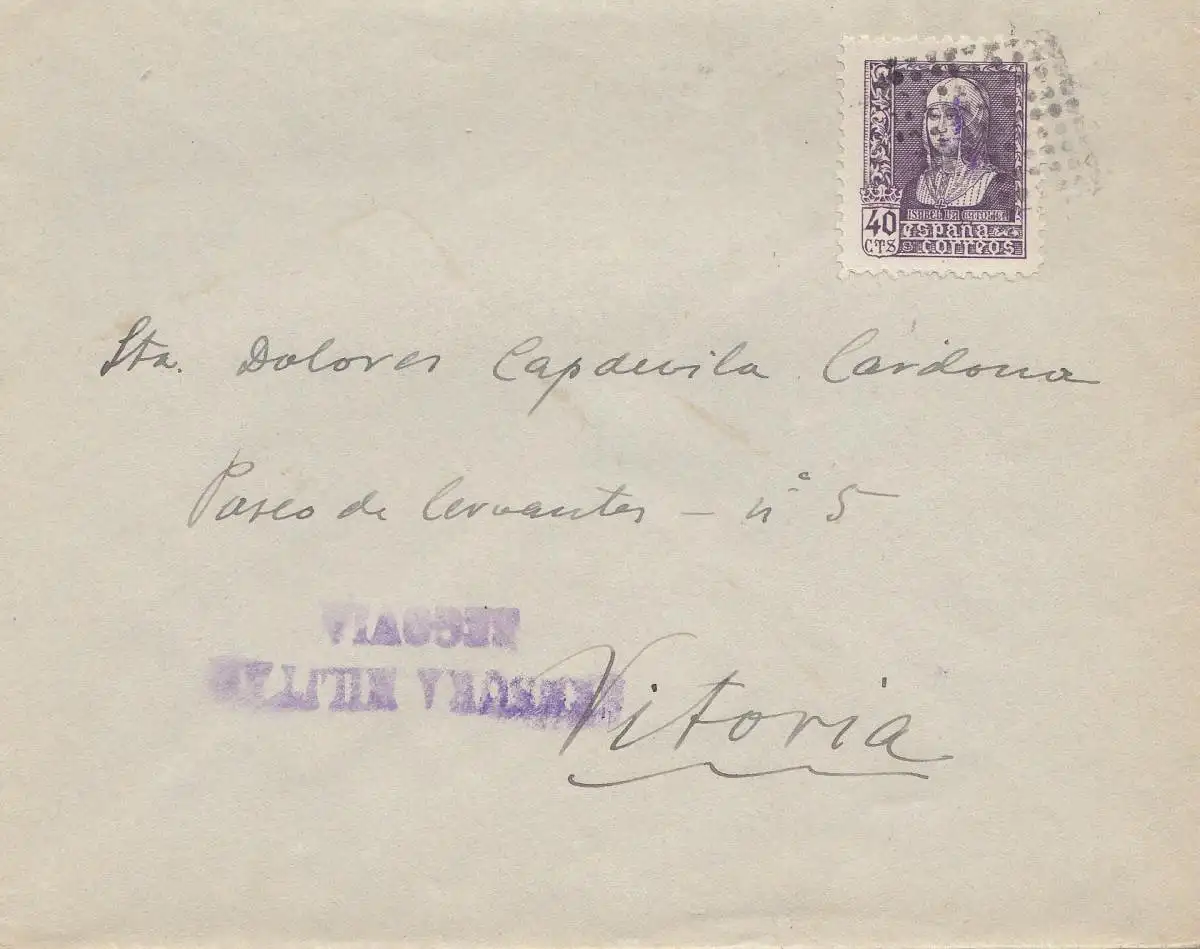 ISABEL LA CATOLICA
40
CTS
españa
correos
Sta. Dolores Capdevila Cardona
Paseo de Cervantes - nº 5
Vitoria